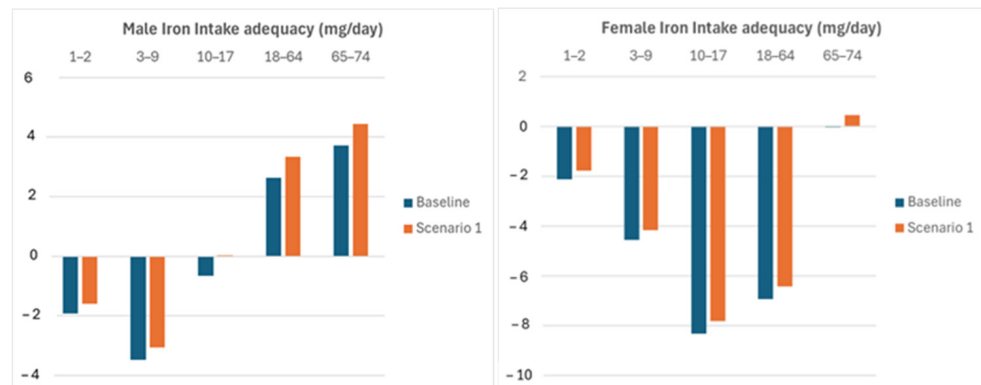 Male Iron Intake adequacy (mg/day)
1–2 3–9 10–17 18–64 65–74
6
4
2
0
−2
−4
Baseline
Scenario 1
Female Iron Intake adequacy (mg/day)
1–2 3–9 10–17 18–64 65–74
2
0
−2
−4
−6
−8
−10
Baseline
Scenario 1